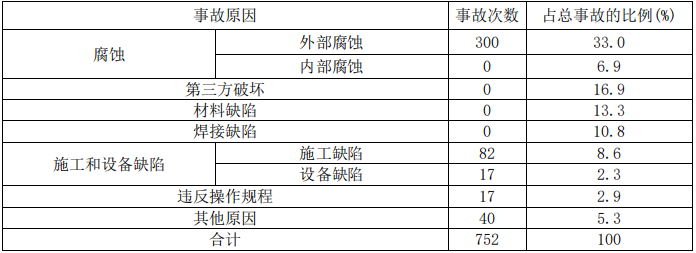 事故原因 事故次数 占总事故的比例(%)
腐蚀 外部腐蚀 300 33.0
内部腐蚀 0 6.9
第三方破坏 0 16.9
材料缺陷 0 13.3
焊接缺陷 0 10.8
施工和设备缺陷 施工缺陷 82 8.6
设备缺陷 17 2.3
违反操作规程 17 2.9
其他原因 40 5.3
合计 752 100